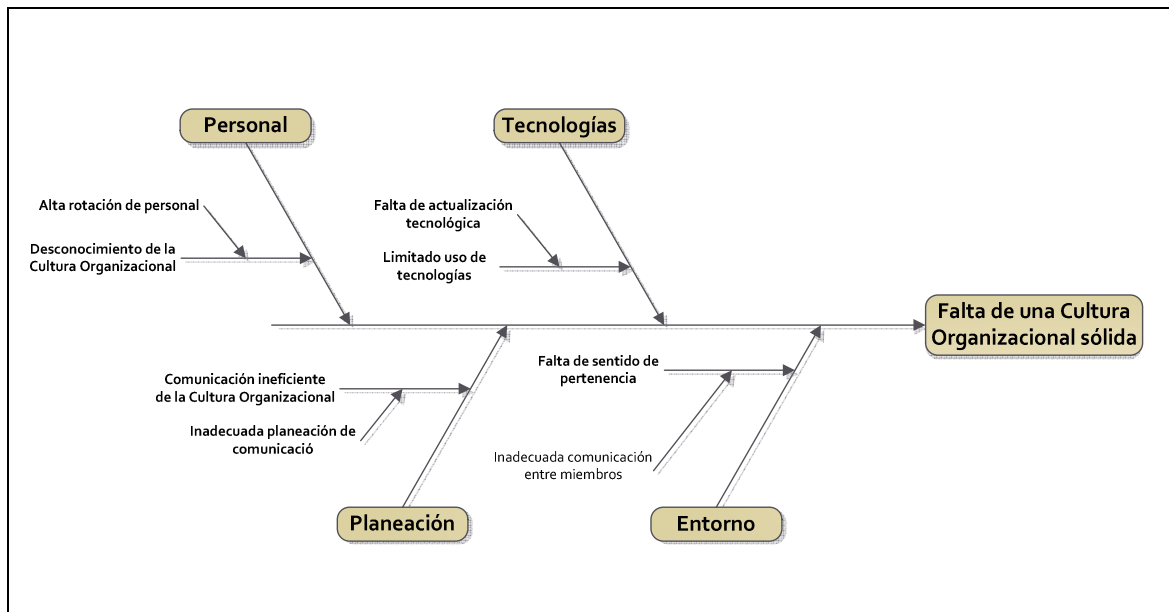 Personal
Tecnologías
Alta rotación de personal
Desconocimiento de la
Cultura Organizacional
Falta de actualización
tecnológica
Limitado uso de
tecnologías
Falta de una Cultura
Organizacional sólida
Comunicación ineficiente
de la Cultura Organizacional
Inadecuada planeación de
comunicació
Falta de sentido de
pertenencia
Inadecuada comunicación
entre miembros
Planeación
Entorno